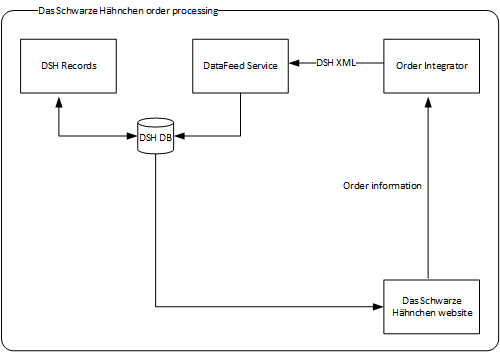 Das Schwarze Hähnchen order processing
DSH Records
DataFeed Service
DSH XML
Order Integrator
DSH DB
Order information
Das Schwarze
Hähnchen website